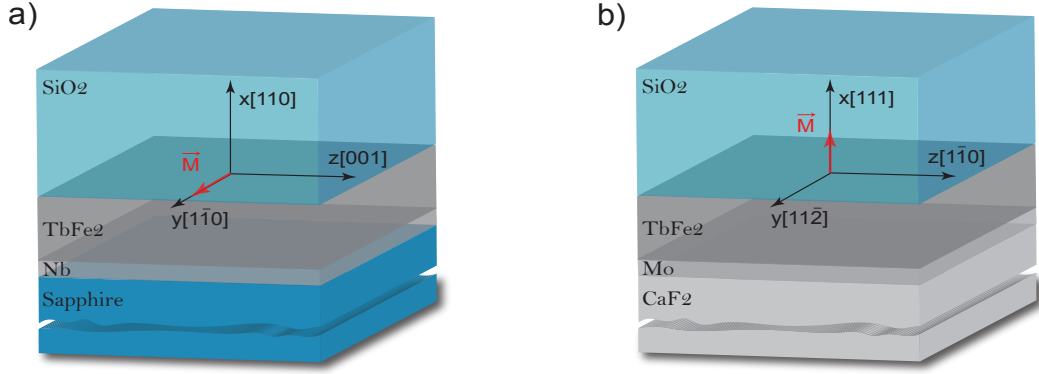 a)
SiO2
x[110]
M⃗
z[001]
y[11̄0]
TbFe2
Nb
Sapphire
b)
SiO2
x[111]
M⃗
z[11̄0]
y[112̄]
TbFe2
Mo
CaF2